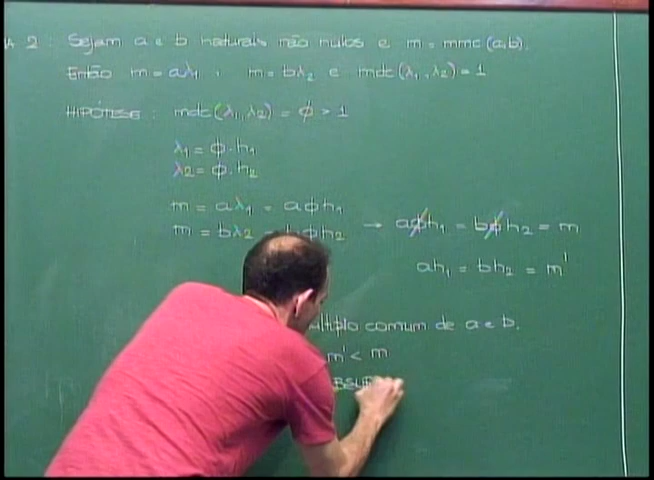 2: Sejam a e b naturais não nulos e m = mmc (a,b).
Então m = aλ₁ , m = bλ₂ e mdc (λ₁,λ₂) = 1
HIPÓTESE : mdc (λ₁,λ₂) = ϕ > 1
λ₁ = ϕ·h₁
λ₂ = ϕ·h₂
m = aλ₁ = aϕh₁
m = bλ₂ = bϕh₂ → aϕh₁ = bϕh₂ = m
ah₁ = bh₂ = m'
múltiplo comum de a e b.
m' < m